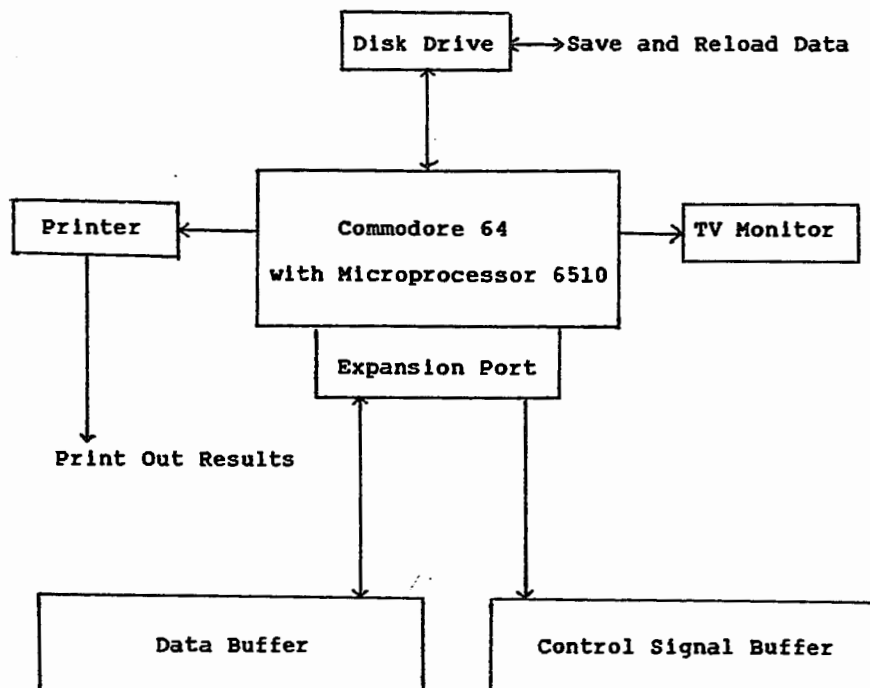 Disk Drive
Save and Reload Data
Printer
Commodore 64
with Microprocessor 6510
TV Monitor
Expansion Port
Print Out Results
Data Buffer
Control Signal Buffer